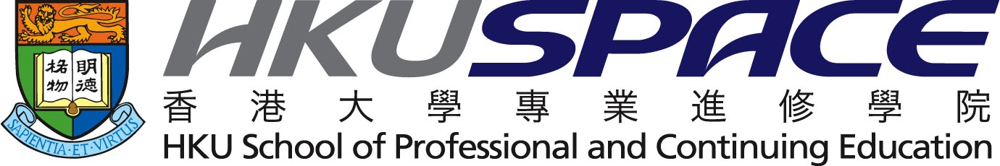 HKUSPACE
香港大學專業進修學院
HKU School of Professional and Continuing Education
明德
格物
SAPIENTIA·ET·VIRTUS